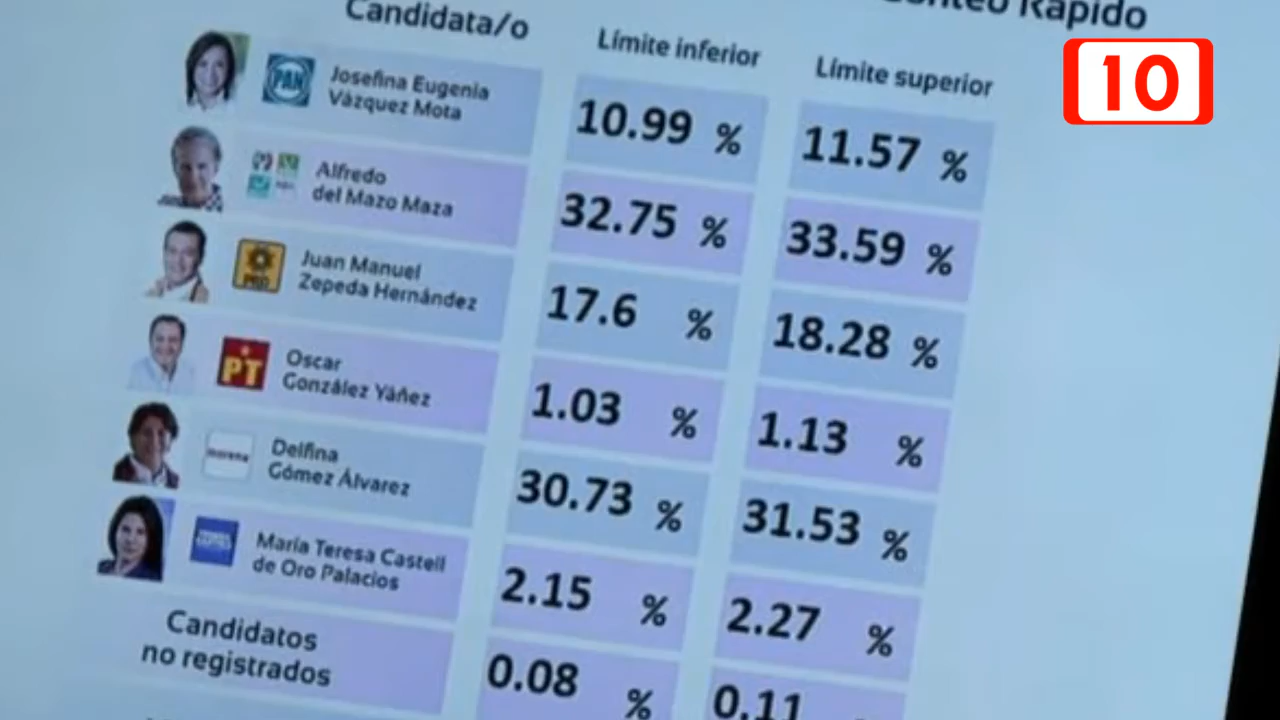 Candidata/o
Conteo Rápido
Límite inferior
Límite superior
10
PAN
Josefina Eugenia
Vázquez Mota
10.99 %
11.57 %
Alfredo
del Mazo Maza
32.75 %
33.59 %
PRD
Juan Manuel
Zepeda Hernández
17.6 %
18.28 %
PT
Oscar
González Yáñez
1.03 %
1.13 %
morena
Delfina
Gómez Álvarez
30.73 %
31.53 %
María Teresa Castell
de Oro Palacios
2.15 %
2.27 %
Candidatos
no registrados
0.08 %
0.11